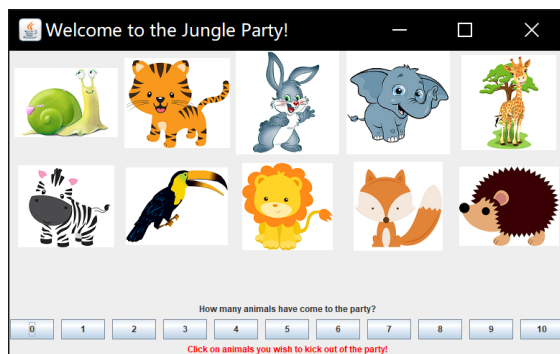 Welcome to the Jungle Party!
How many animals have come to the party?
0 1 2 3 4 5 6 7 8 9 10
Click on animals you wish to kick out of the party!